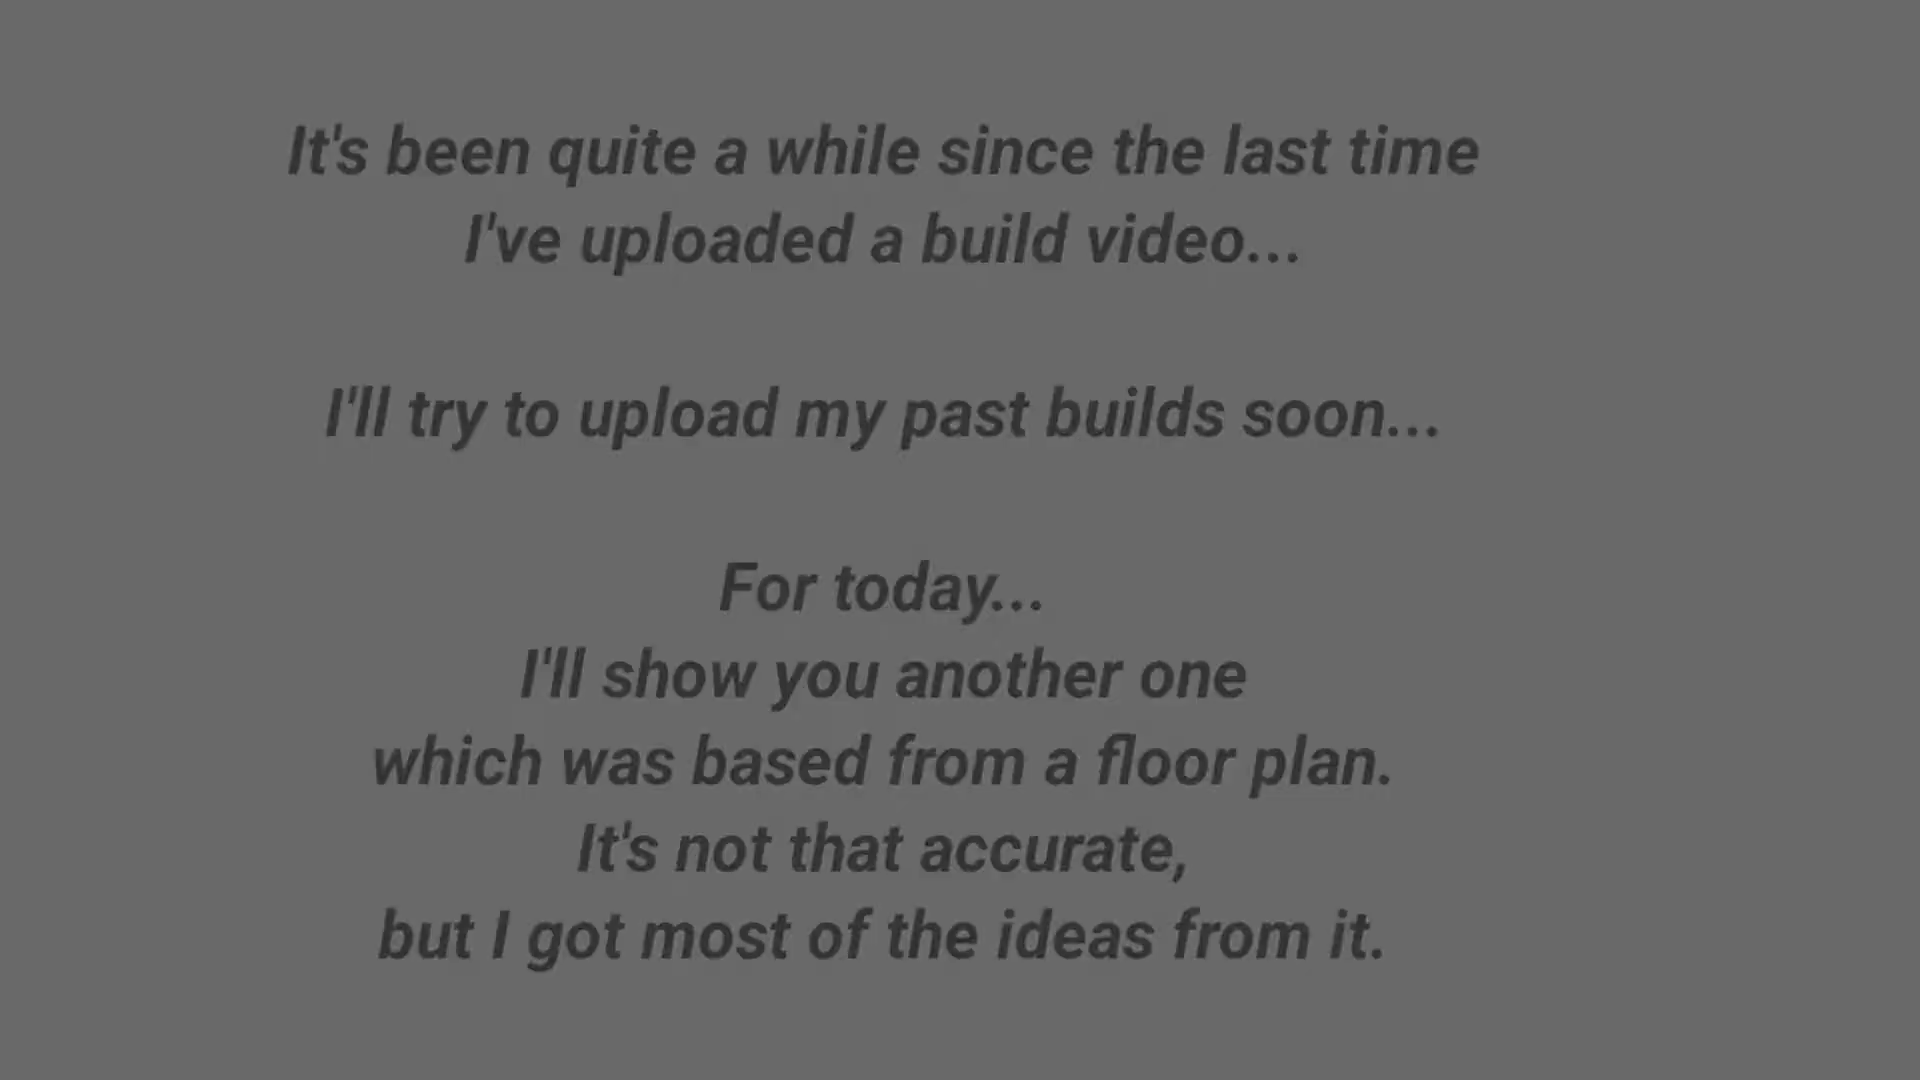 It's been quite a while since the last time
I've uploaded a build video...
I'll try to upload my past builds soon...
For today...
I'll show you another one
which was based from a floor plan.
It's not that accurate,
but I got most of the ideas from it.